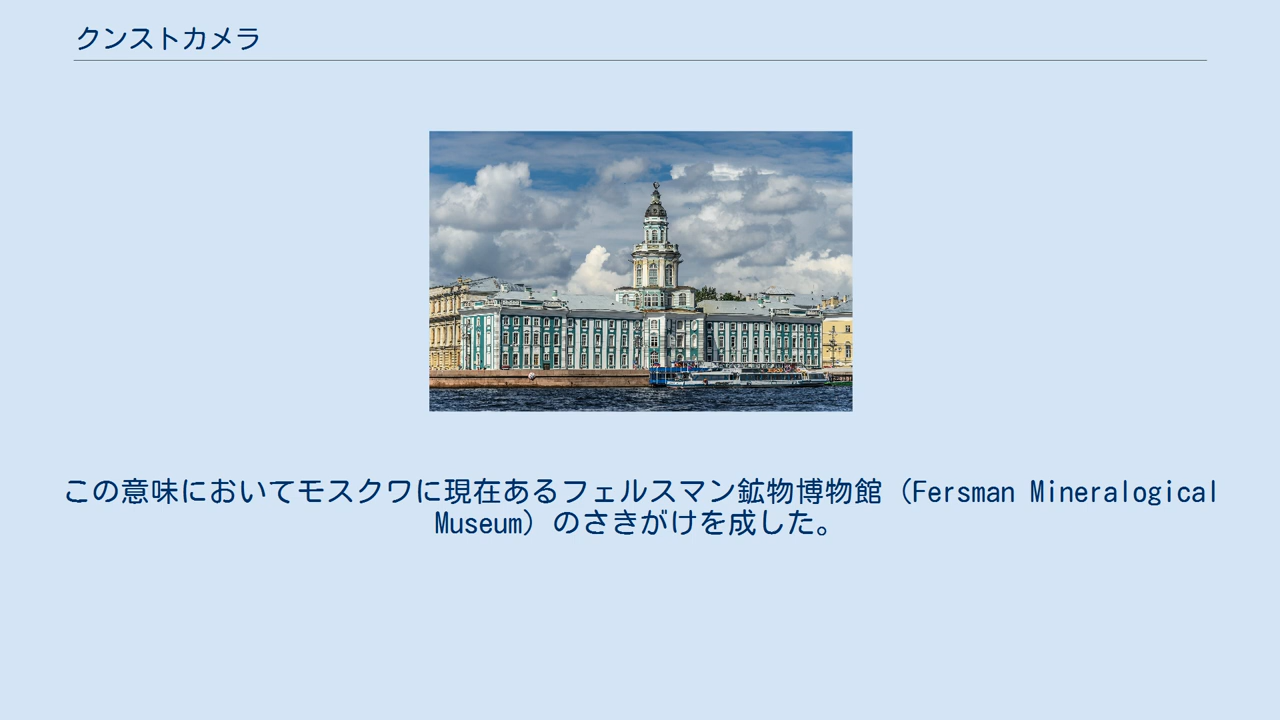 クンストカメラ
この意味においてモスクワに現在あるフェルスマン鉱物博物館（Fersman Mineralogical
Museum）のさきがけを成した。